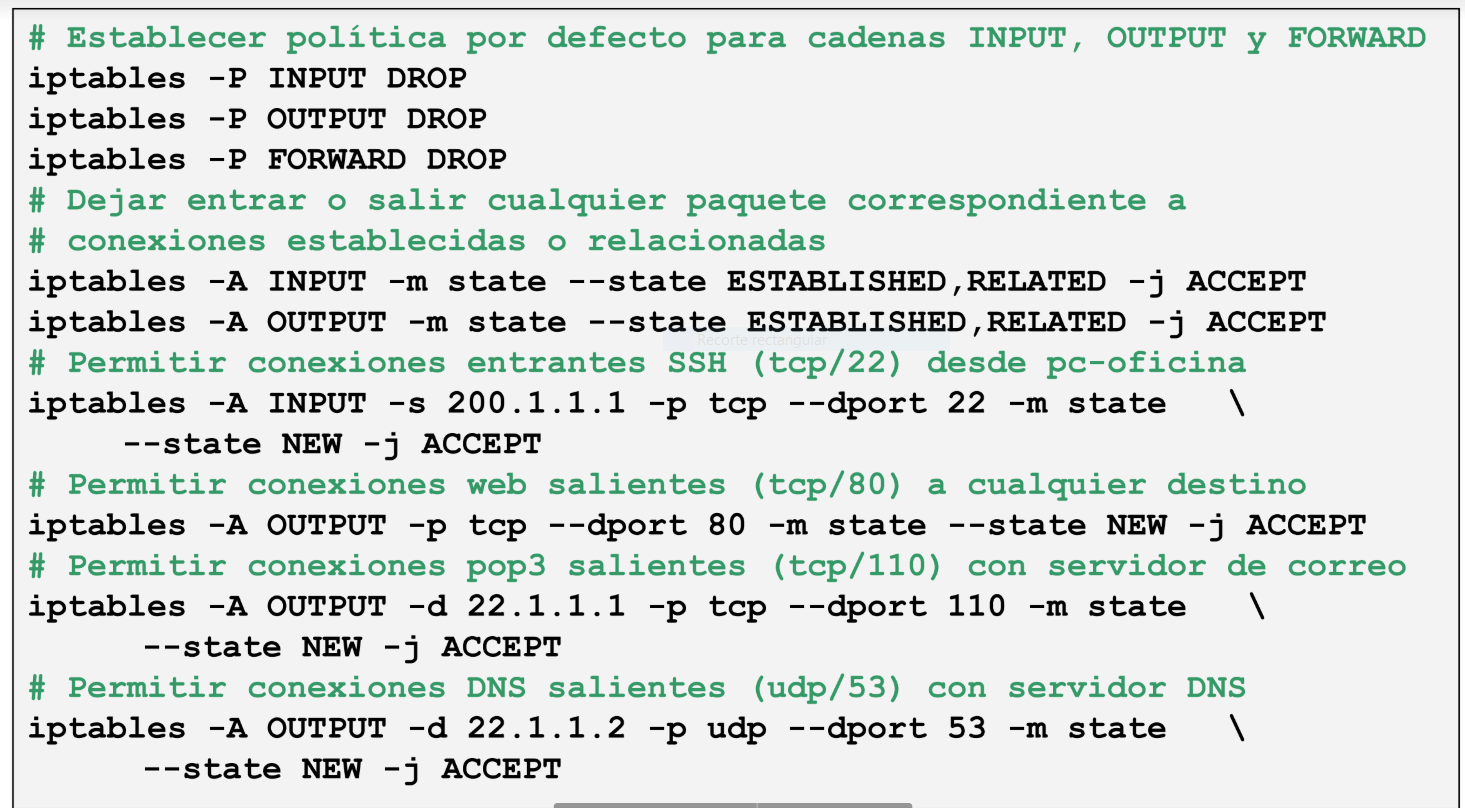 # Establecer política por defecto para cadenas INPUT, OUTPUT y FORWARD
iptables -P INPUT DROP
iptables -P OUTPUT DROP
iptables -P FORWARD DROP
# Dejar entrar o salir cualquier paquete correspondiente a
# conexiones establecidas o relacionadas
iptables -A INPUT -m state --state ESTABLISHED,RELATED -j ACCEPT
iptables -A OUTPUT -m state --state ESTABLISHED,RELATED -j ACCEPT
Recorte rectangular
# Permitir conexiones entrantes SSH (tcp/22) desde pc-oficina
iptables -A INPUT -s 200.1.1.1 -p tcp --dport 22 -m state \
--state NEW -j ACCEPT
# Permitir conexiones web salientes (tcp/80) a cualquier destino
iptables -A OUTPUT -p tcp --dport 80 -m state --state NEW -j ACCEPT
# Permitir conexiones pop3 salientes (tcp/110) con servidor de correo
iptables -A OUTPUT -d 22.1.1.1 -p tcp --dport 110 -m state \
--state NEW -j ACCEPT
# Permitir conexiones DNS salientes (udp/53) con servidor DNS
iptables -A OUTPUT -d 22.1.1.2 -p udp --dport 53 -m state \
--state NEW -j ACCEPT